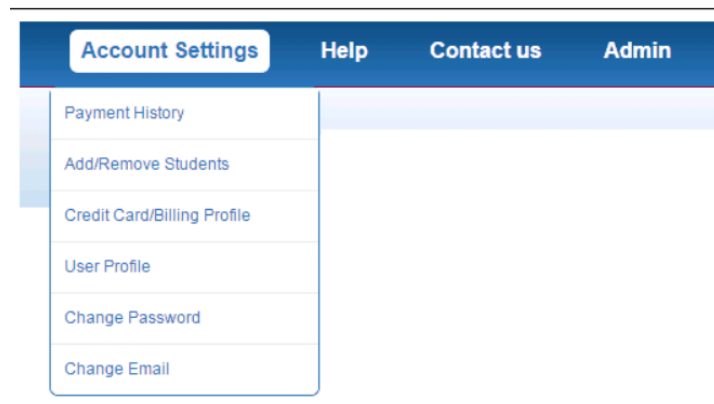 Account Settings Help Contact us Admin
Payment History
Add/Remove Students
Credit Card/Billing Profile
User Profile
Change Password
Change Email